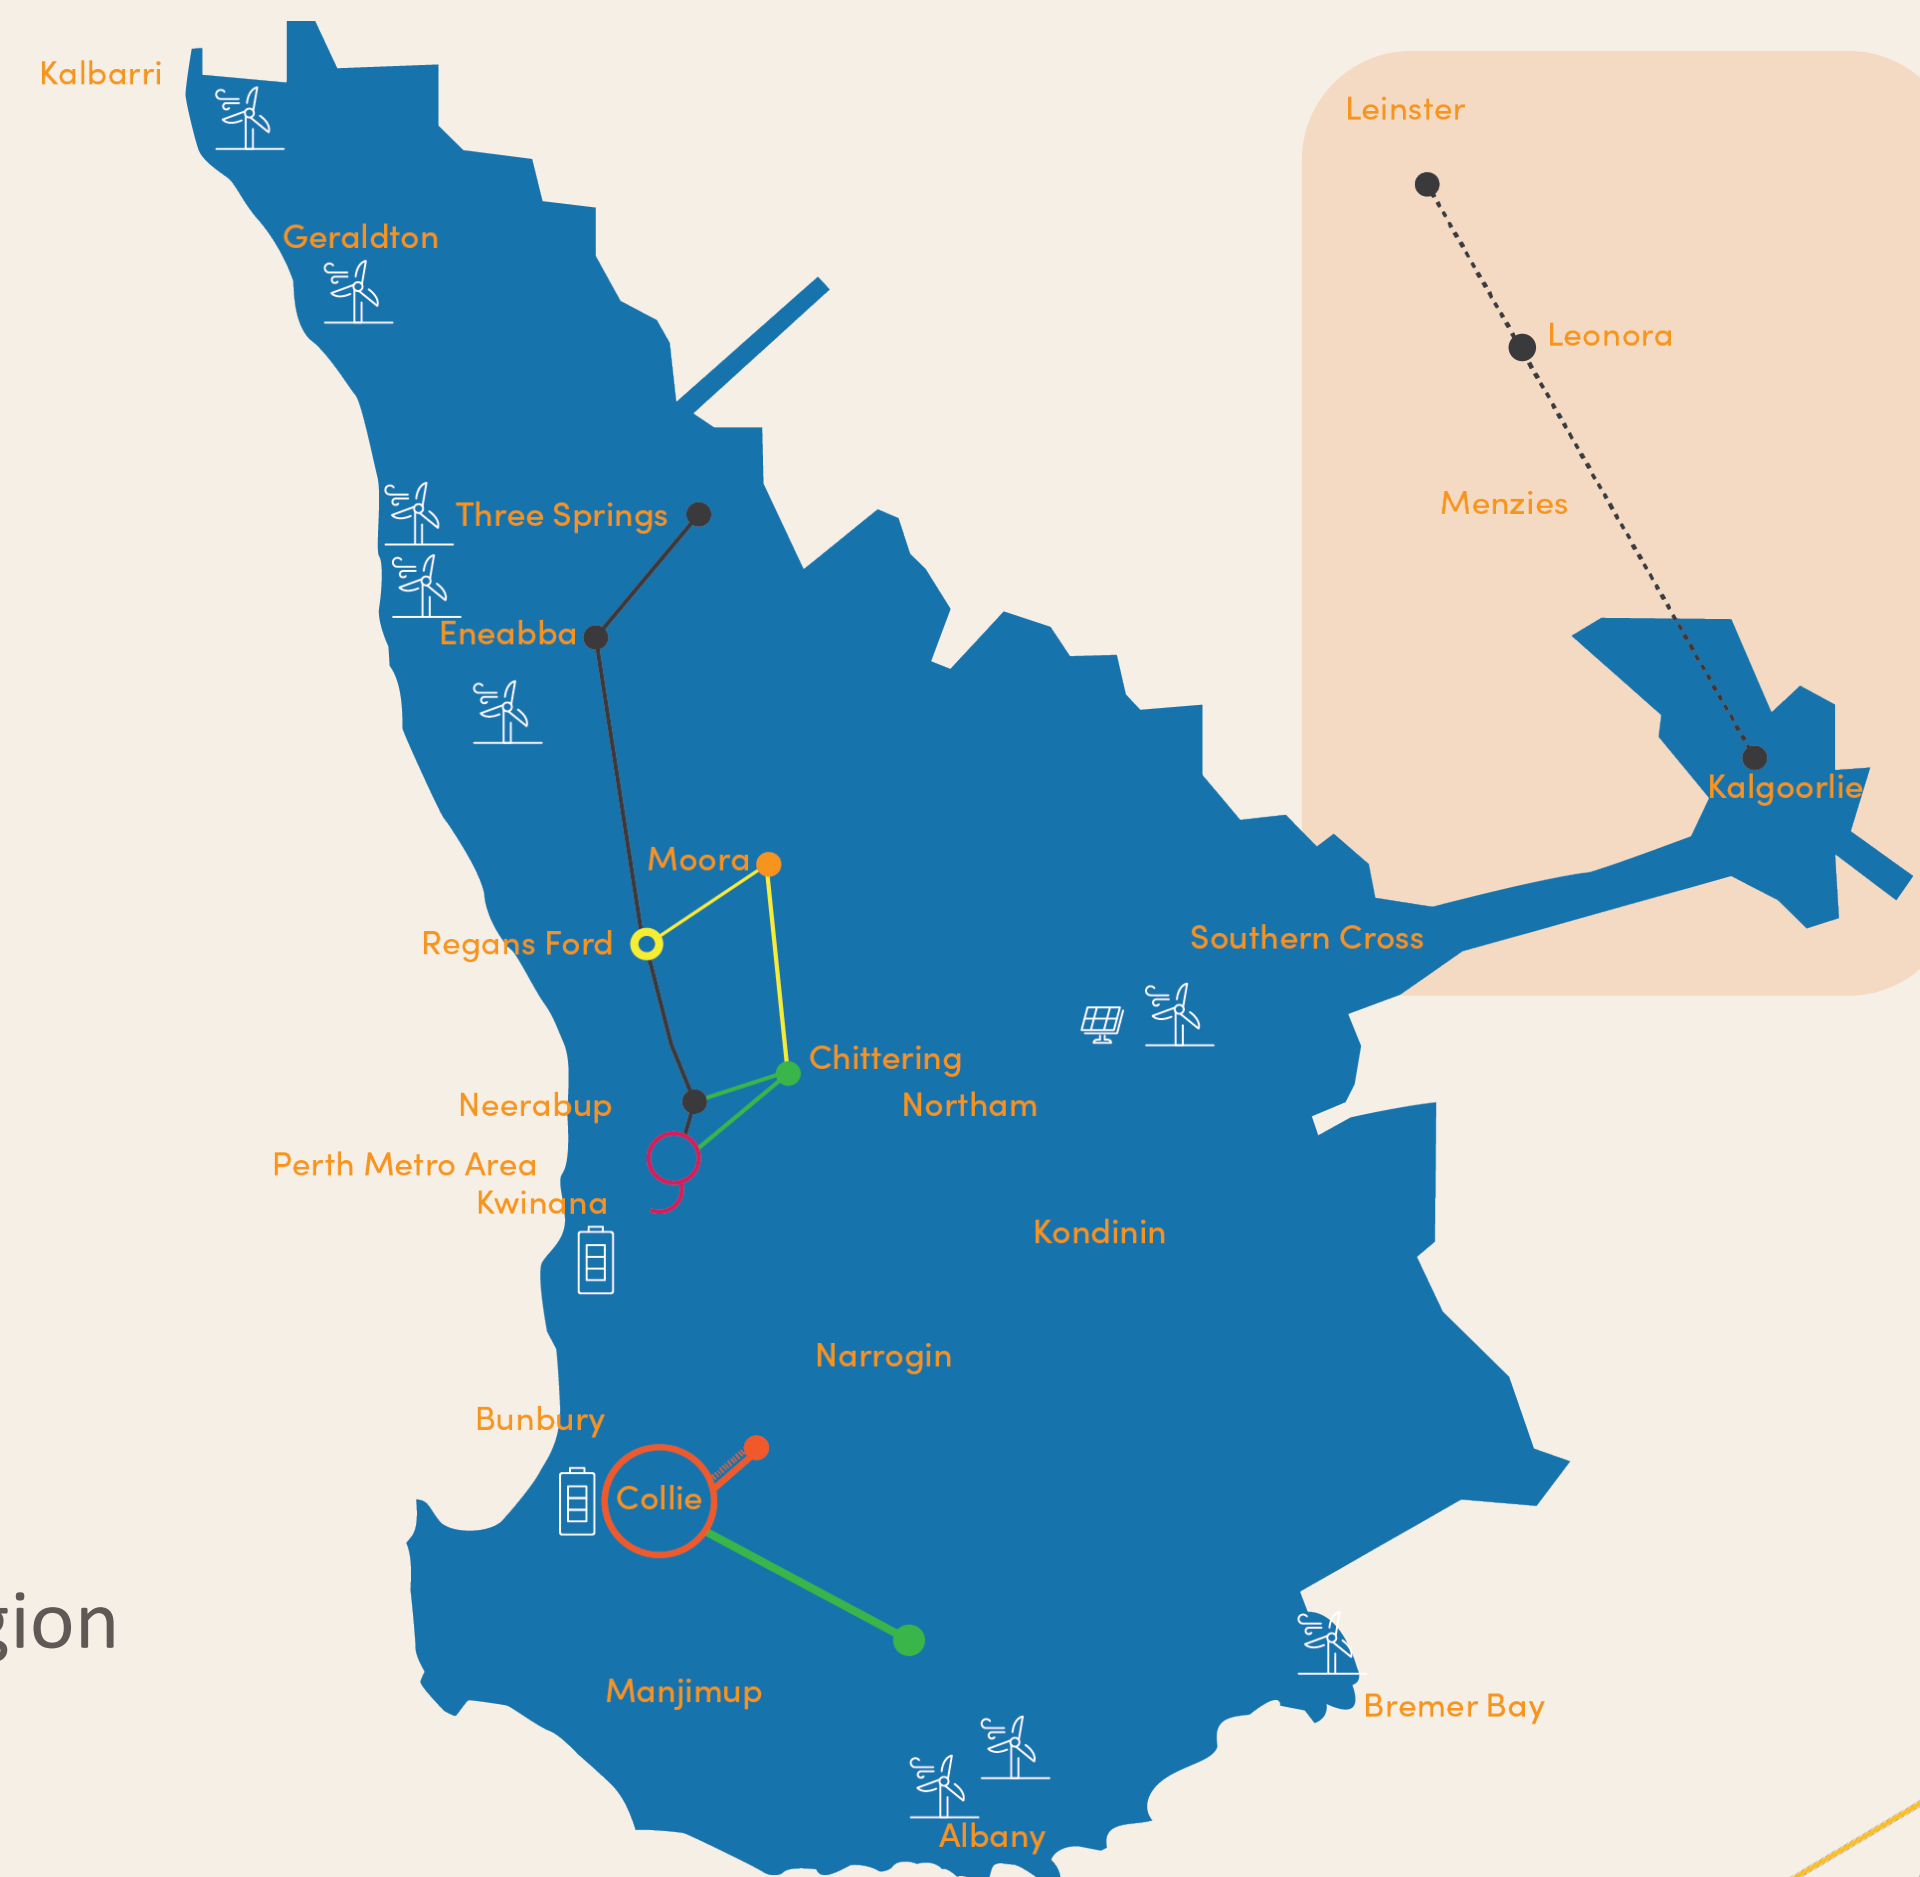 Kalbarri
Leinster
Geraldton
Leonora
Menzies
Three Springs
Eneabba
Kalgoorlie
Moora
Regans Ford
Southern Cross
Chittering
Neerabup
Northam
Perth Metro Area
Kwinana
Kondinin
Narrogin
Bunbury
Collie
gion
Manjimup
Bremer Bay
Albany